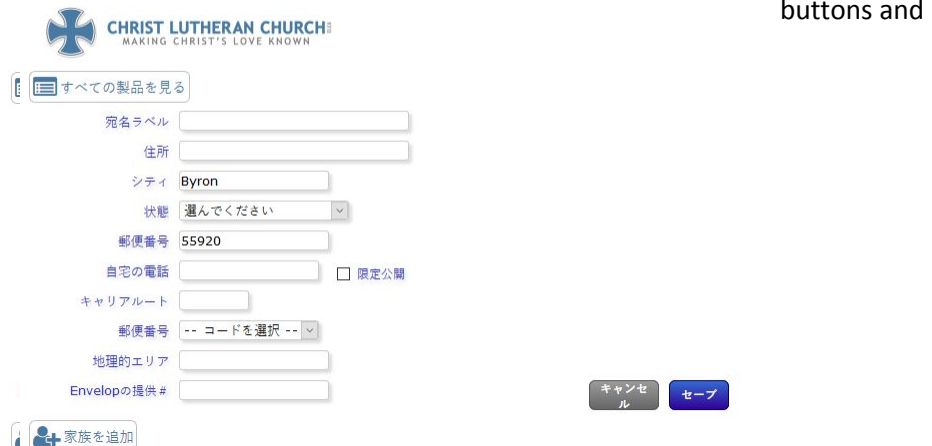 buttons and
CHRIST LUTHERAN CHURCH
MAKING CHRIST'S LOVE KNOWN
すべての製品を見る
宛名ラベル
住所
シティ Byron
状態 選んでください
郵便番号 55920
自宅の電話 限定公開
キャリアルート
郵便番号 -- コードを選択 --
地理的エリア
Envelopの提供#
キャンセル
セーブ
家族を追加